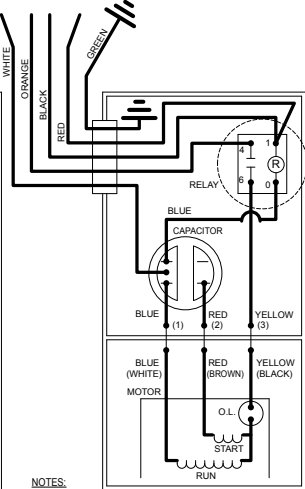 WHITE
ORANGE
BLACK
RED
GREEN
4
1
R
6
0
RELAY
BLUE
CAPACITOR
BLUE
(1)
RED
(2)
YELLOW
(3)
BLUE
(WHITE)
RED
(BROWN)
YELLOW
(BLACK)
MOTOR
O.L.
START
RUN
NOTES: